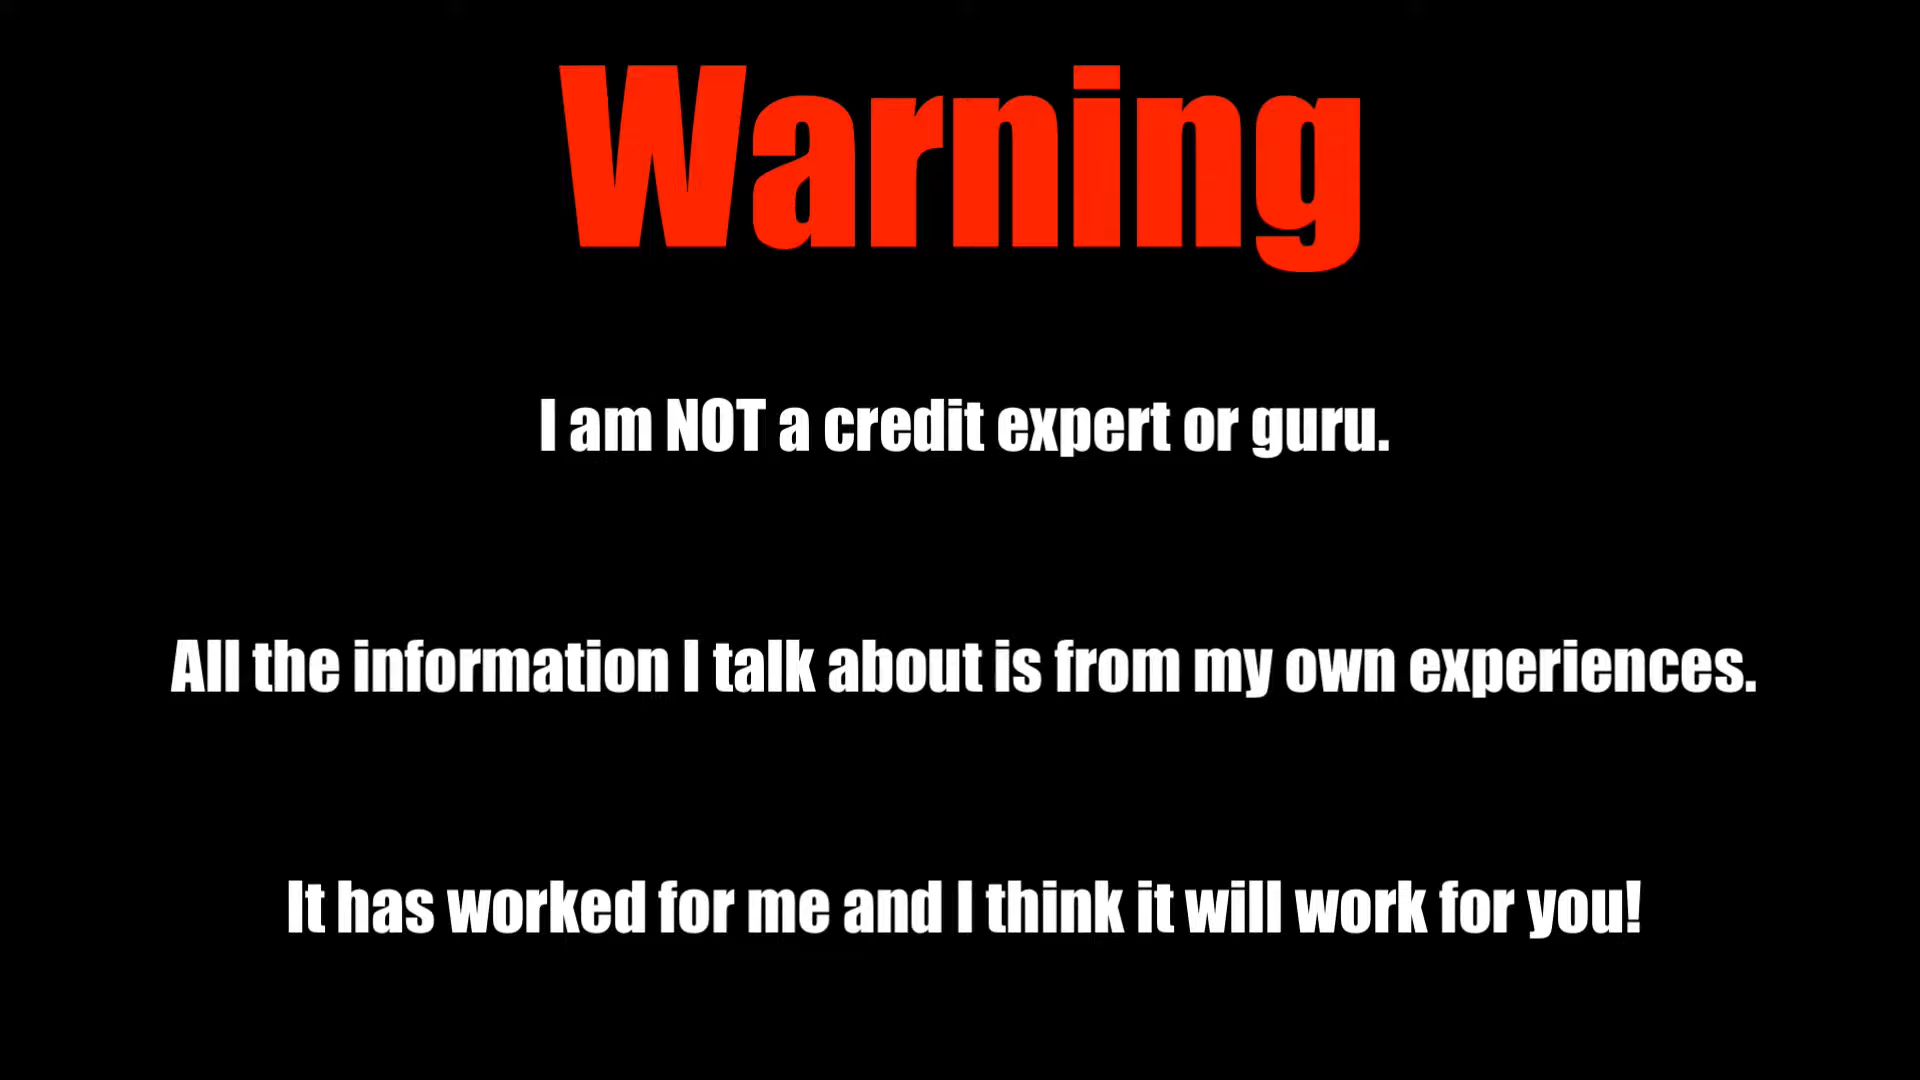 Warning
I am NOT a credit expert or guru.
All the information I talk about is from my own experiences.
It has worked for me and I think it will work for you!